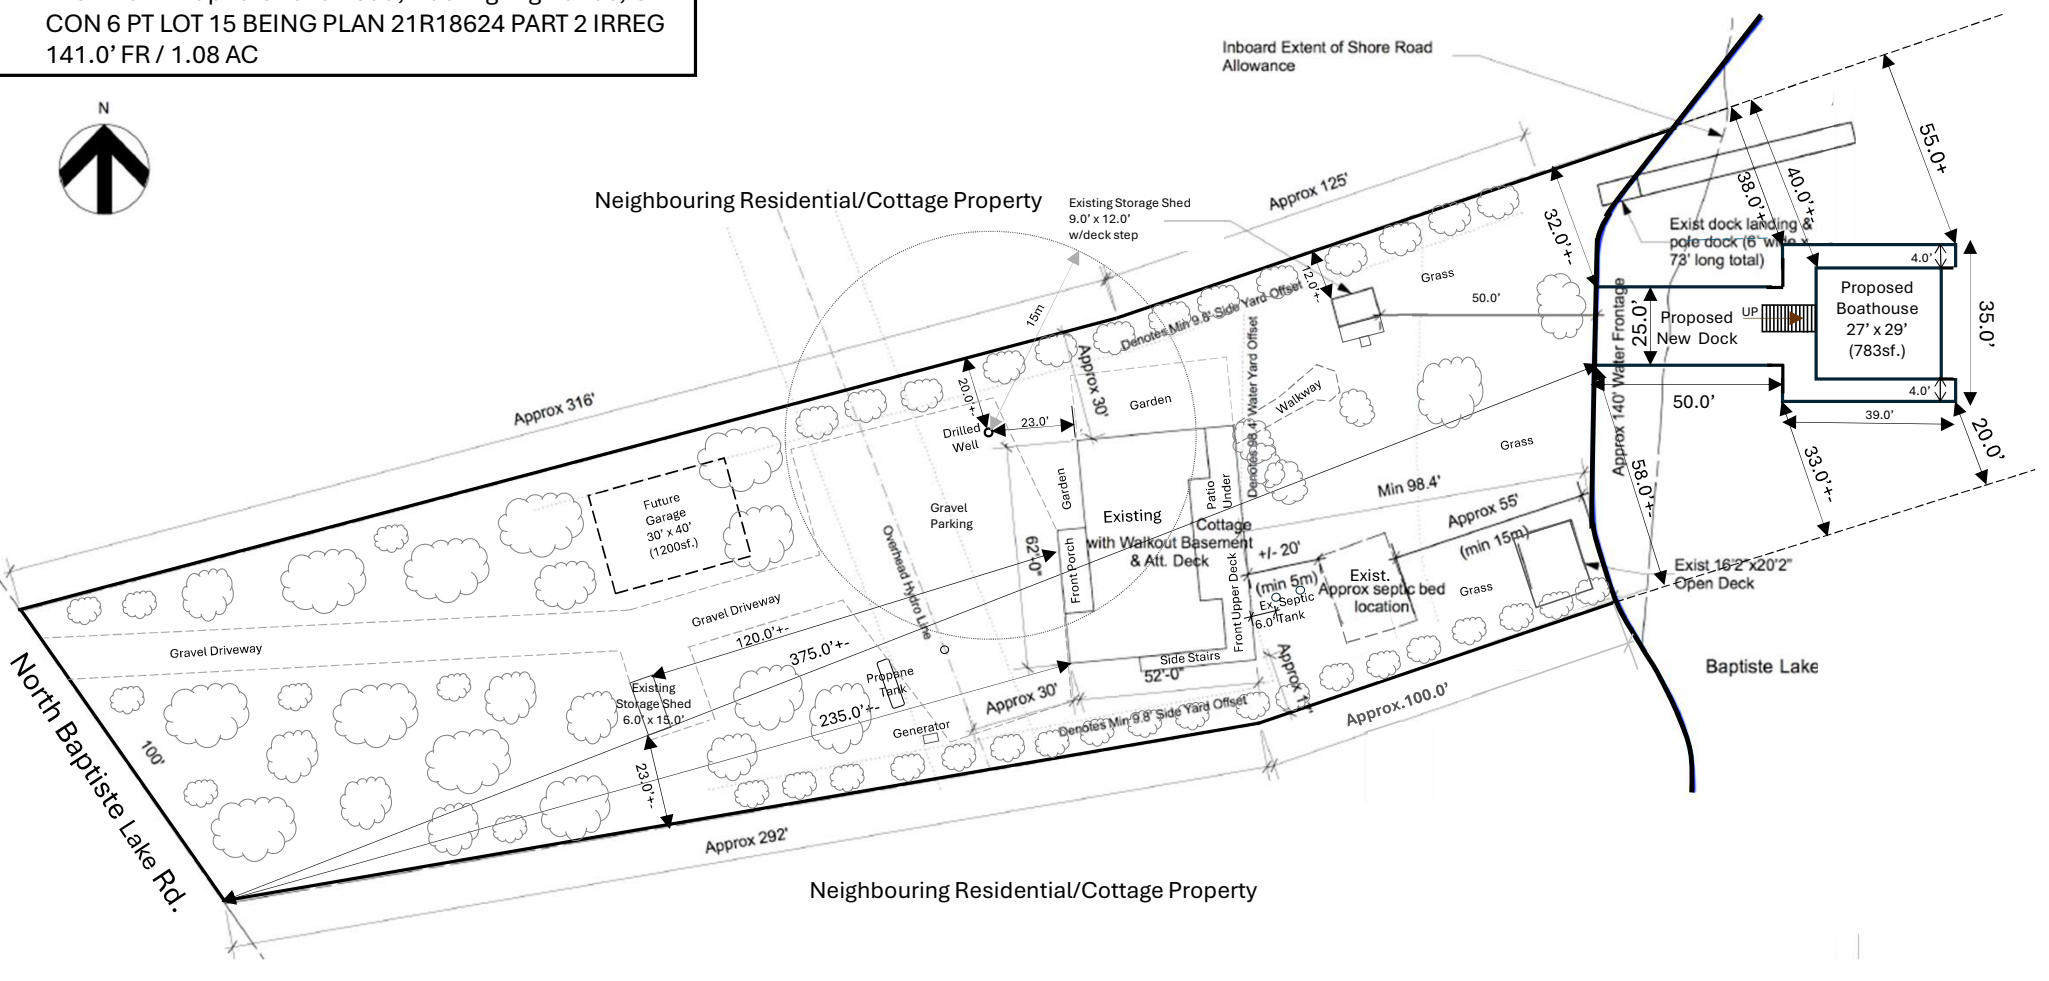 CON 6 PT LOT 15 BEING PLAN 21R18624 PART 2 IRREG
141.0' FR / 1.08 AC
N
Inboard Extent of Shore Road
Allowance
Neighbouring Residential/Cottage Property
Existing Storage Shed
9.0' x 12.0'
w/deck step
Approx 125'
15m
12.0'+-
32.0'+-
Grass
50.0'
Denotes Min 9.8' Side Yard Offset
Exist dock landing &
pole dock (6' wide x
73' long total)
38.0'+-
40.0'+-
55.0+
4.0'
Proposed
Boathouse
27' x 29'
(783sf.)
UP
Proposed
New Dock
25.0'
35.0'
4.0'
39.0'
50.0'
20.0'
33.0'+-
58.0'+-
Approx 140' Water Frontage
Approx 316'
20.0'+-
Drilled
Well
23.0'
Approx 30'
Garden
Walkway
Denotes 98.4' Water Yard Offset
Grass
Min 98.4'
Approx 55'
(min 15m)
Future
Garage
30' x 40'
(1200sf.)
Gravel
Parking
Garden
62'-0"
Front Porch
Existing
Cottage
with Walkout Basement
& Att. Deck
Patio
Under
Front Upper Deck
+/- 20'
(min 5m)
Ex. Septic
Tank
6.0'
Exist.
Approx septic bed
location
Grass
Exist 16'2"x20'2"
Open Deck
Overhead Hydro Line
Gravel Driveway
Gravel Driveway
120.0'+-
375.0'+-
235.0'+-
Propane
Tank
Generator
Existing
Storage Shed
6.0' x 15.0'
23.0'+-
Approx 30'
Side Stairs
52'-0"
Denotes Min 9.8' Side Yard Offset
Approx.100.0'
Baptiste Lake
North Baptiste Lake Rd.
100'
Approx 292'
Neighbouring Residential/Cottage Property